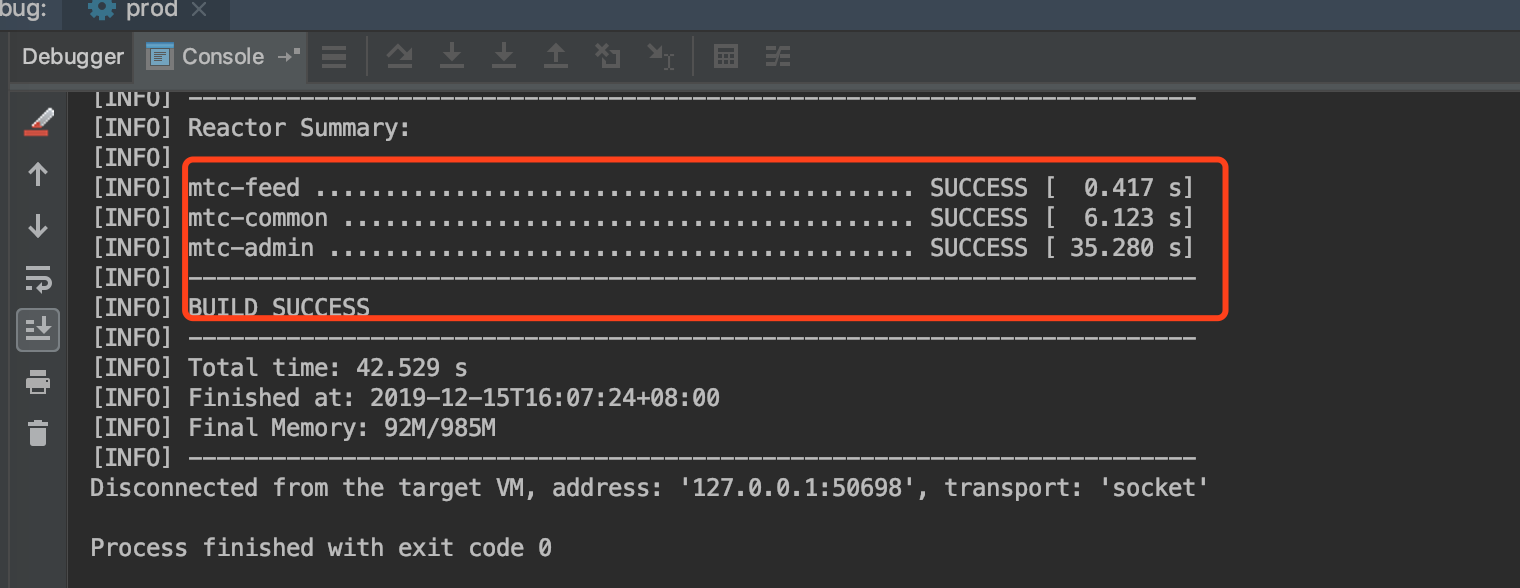 bug: prod
Debugger Console
[INFO] ------------------------------------------------------------------------
[INFO] Reactor Summary:
[INFO]
[INFO] mtc-feed ........................................... SUCCESS [  0.417 s]
[INFO] mtc-common ......................................... SUCCESS [  6.123 s]
[INFO] mtc-admin .......................................... SUCCESS [ 35.280 s]
[INFO] ------------------------------------------------------------------------
[INFO] BUILD SUCCESS
[INFO] ------------------------------------------------------------------------
[INFO] Total time: 42.529 s
[INFO] Finished at: 2019-12-15T16:07:24+08:00
[INFO] Final Memory: 92M/985M
[INFO] ------------------------------------------------------------------------
Disconnected from the target VM, address: '127.0.0.1:50698', transport: 'socket'
Process finished with exit code 0